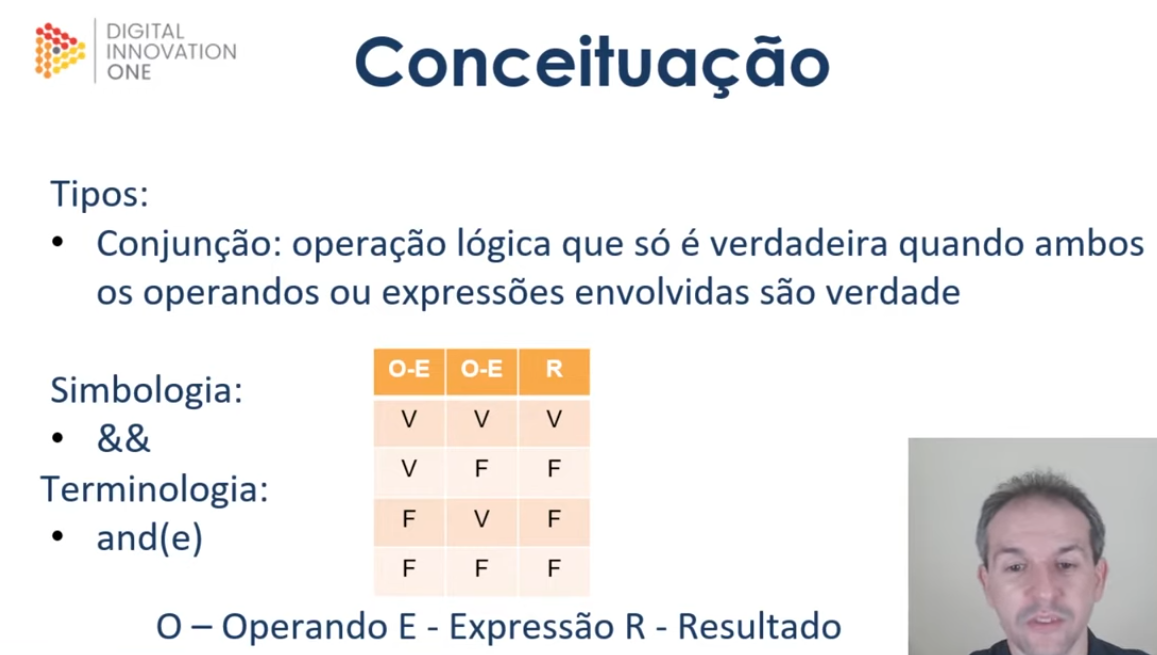 DIGITAL
INNOVATION
ONE
Conceituação
Tipos:
• Conjunção: operação lógica que só é verdadeira quando ambos
os operandos ou expressões envolvidas são verdade
Simbologia:
• &&
Terminologia:
• and(e)
O-E O-E R
V V V
V F F
F V F
F F F
O – Operando E - Expressão R - Resultado